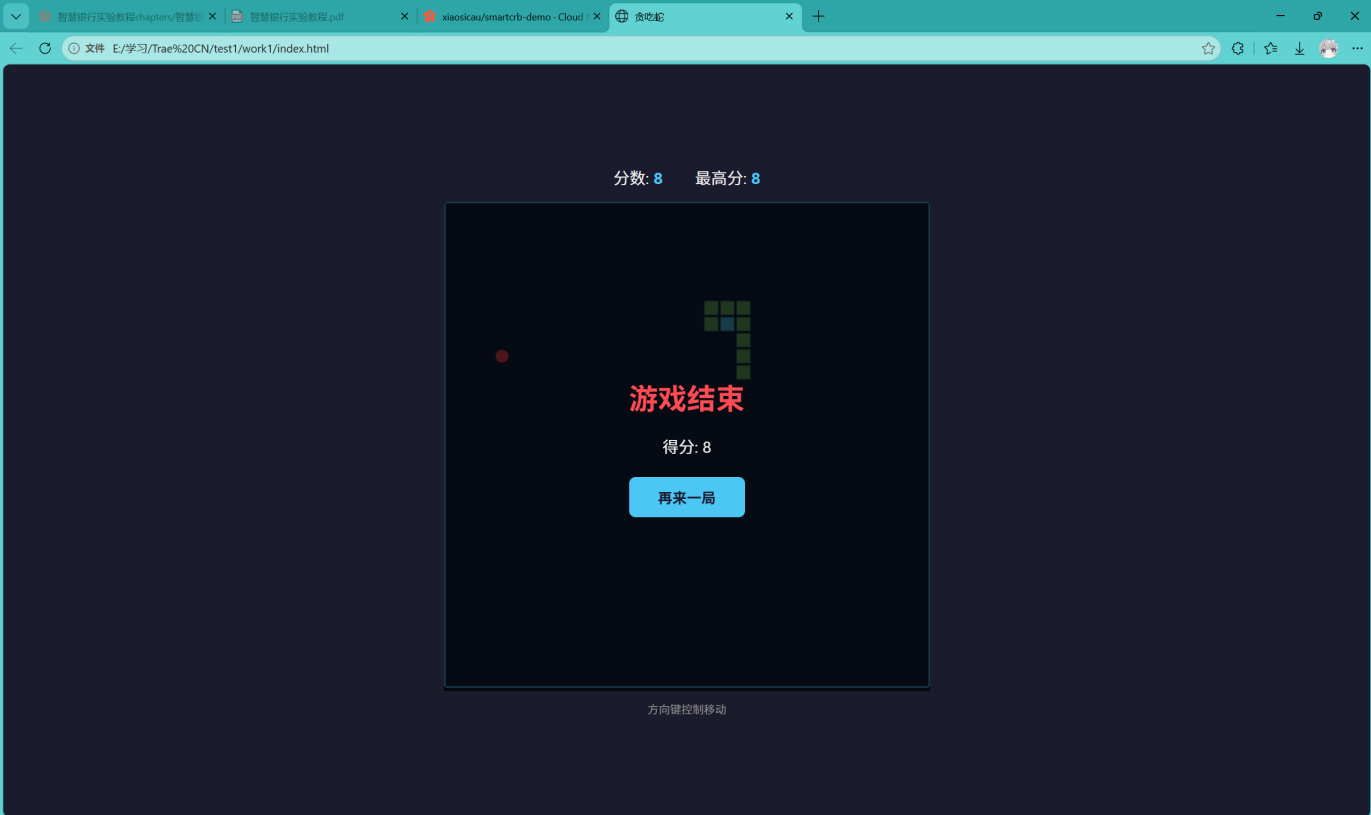 智慧银行实验教程chapters/智慧银
智慧银行实验教程.pdf
xiaosicau/smartcrb-demo · Cloud
贪吃蛇
文件 E:/学习/Trae%20CN/test1/work1/index.html
分数: 8 最高分: 8
游戏结束
得分: 8
再来一局
方向键控制移动